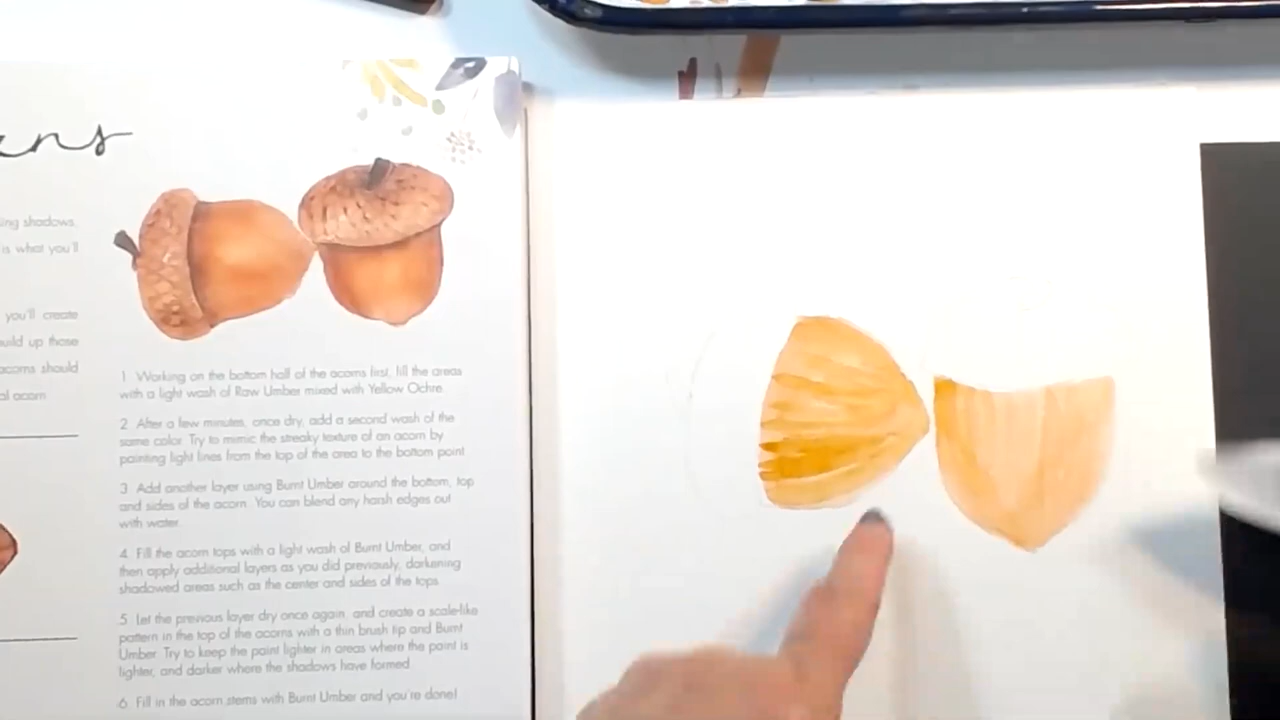 ns
ing shadows,
is what you'll
you'll create
build up those
acorns should
al acorn.
1 Working on the bottom half of the acorns first, fill the areas
with a light wash of Raw Umber mixed with Yellow Ochre.
2 After a few minutes, once dry, add a second wash of the
same color. Try to mimic the streaky texture of an acorn by
painting light lines from the top of the area to the bottom point
3 Add another layer using Burnt Umber around the bottom, top
and sides of the acorn. You can blend any harsh edges out
with water.
4. Fill the acorn tops with a light wash of Burnt Umber, and
then apply additional layers as you did previously, darkening
shadowed areas such as the center and sides of the tops
5. Let the previous layer dry once again, and create a scale-like
pattern in the top of the acorns with a thin brush tip and Burnt
Umber. Try to keep the paint lighter in areas where the paint is
lighter, and darker where the shadows have formed.
6. Fill in the acorn stems with Burnt Umber and you're done!